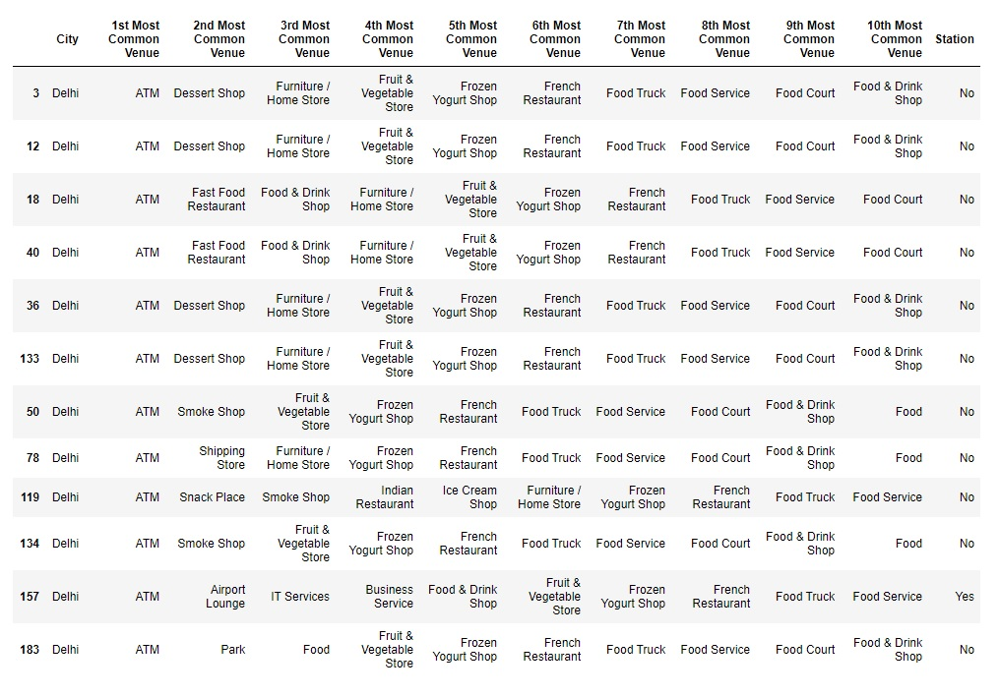 City 1st Most Common Venue 2nd Most Common Venue 3rd Most Common Venue 4th Most Common Venue 5th Most Common Venue 6th Most Common Venue 7th Most Common Venue 8th Most Common Venue 9th Most Common Venue 10th Most Common Venue Station
3 Delhi ATM Dessert Shop Furniture / Home Store Fruit & Vegetable Store Frozen Yogurt Shop French Restaurant Food Truck Food Service Food Court Food & Drink Shop No
12 Delhi ATM Dessert Shop Furniture / Home Store Fruit & Vegetable Store Frozen Yogurt Shop French Restaurant Food Truck Food Service Food Court Food & Drink Shop No
18 Delhi ATM Fast Food Restaurant Food & Drink Shop Furniture / Home Store Fruit & Vegetable Store Frozen Yogurt Shop French Restaurant Food Truck Food Service Food Court No
40 Delhi ATM Fast Food Restaurant Food & Drink Shop Furniture / Home Store Fruit & Vegetable Store Frozen Yogurt Shop French Restaurant Food Truck Food Service Food Court No
36 Delhi ATM Dessert Shop Furniture / Home Store Fruit & Vegetable Store Frozen Yogurt Shop French Restaurant Food Truck Food Service Food Court Food & Drink Shop No
133 Delhi ATM Dessert Shop Furniture / Home Store Fruit & Vegetable Store Frozen Yogurt Shop French Restaurant Food Truck Food Service Food Court Food & Drink Shop No
50 Delhi ATM Smoke Shop Fruit & Vegetable Store Frozen Yogurt Shop French Restaurant Food Truck Food Service Food Court Food & Drink Shop Food No
78 Delhi ATM Shipping Store Furniture / Home Store Frozen Yogurt Shop French Restaurant Food Truck Food Service Food Court Food & Drink Shop Food No
119 Delhi ATM Snack Place Smoke Shop Indian Restaurant Ice Cream Shop Furniture / Home Store Frozen Yogurt Shop French Restaurant Food Truck Food Service No
134 Delhi ATM Smoke Shop Fruit & Vegetable Store Frozen Yogurt Shop French Restaurant Food Truck Food Service Food Court Food & Drink Shop Food No
157 Delhi ATM Airport Lounge IT Services Business Service Food & Drink Shop Fruit & Vegetable Store Frozen Yogurt Shop French Restaurant Food Truck Food Service Yes
183 Delhi ATM Park Food Fruit & Vegetable Store Frozen Yogurt Shop French Restaurant Food Truck Food Service Food Court Food & Drink Shop No